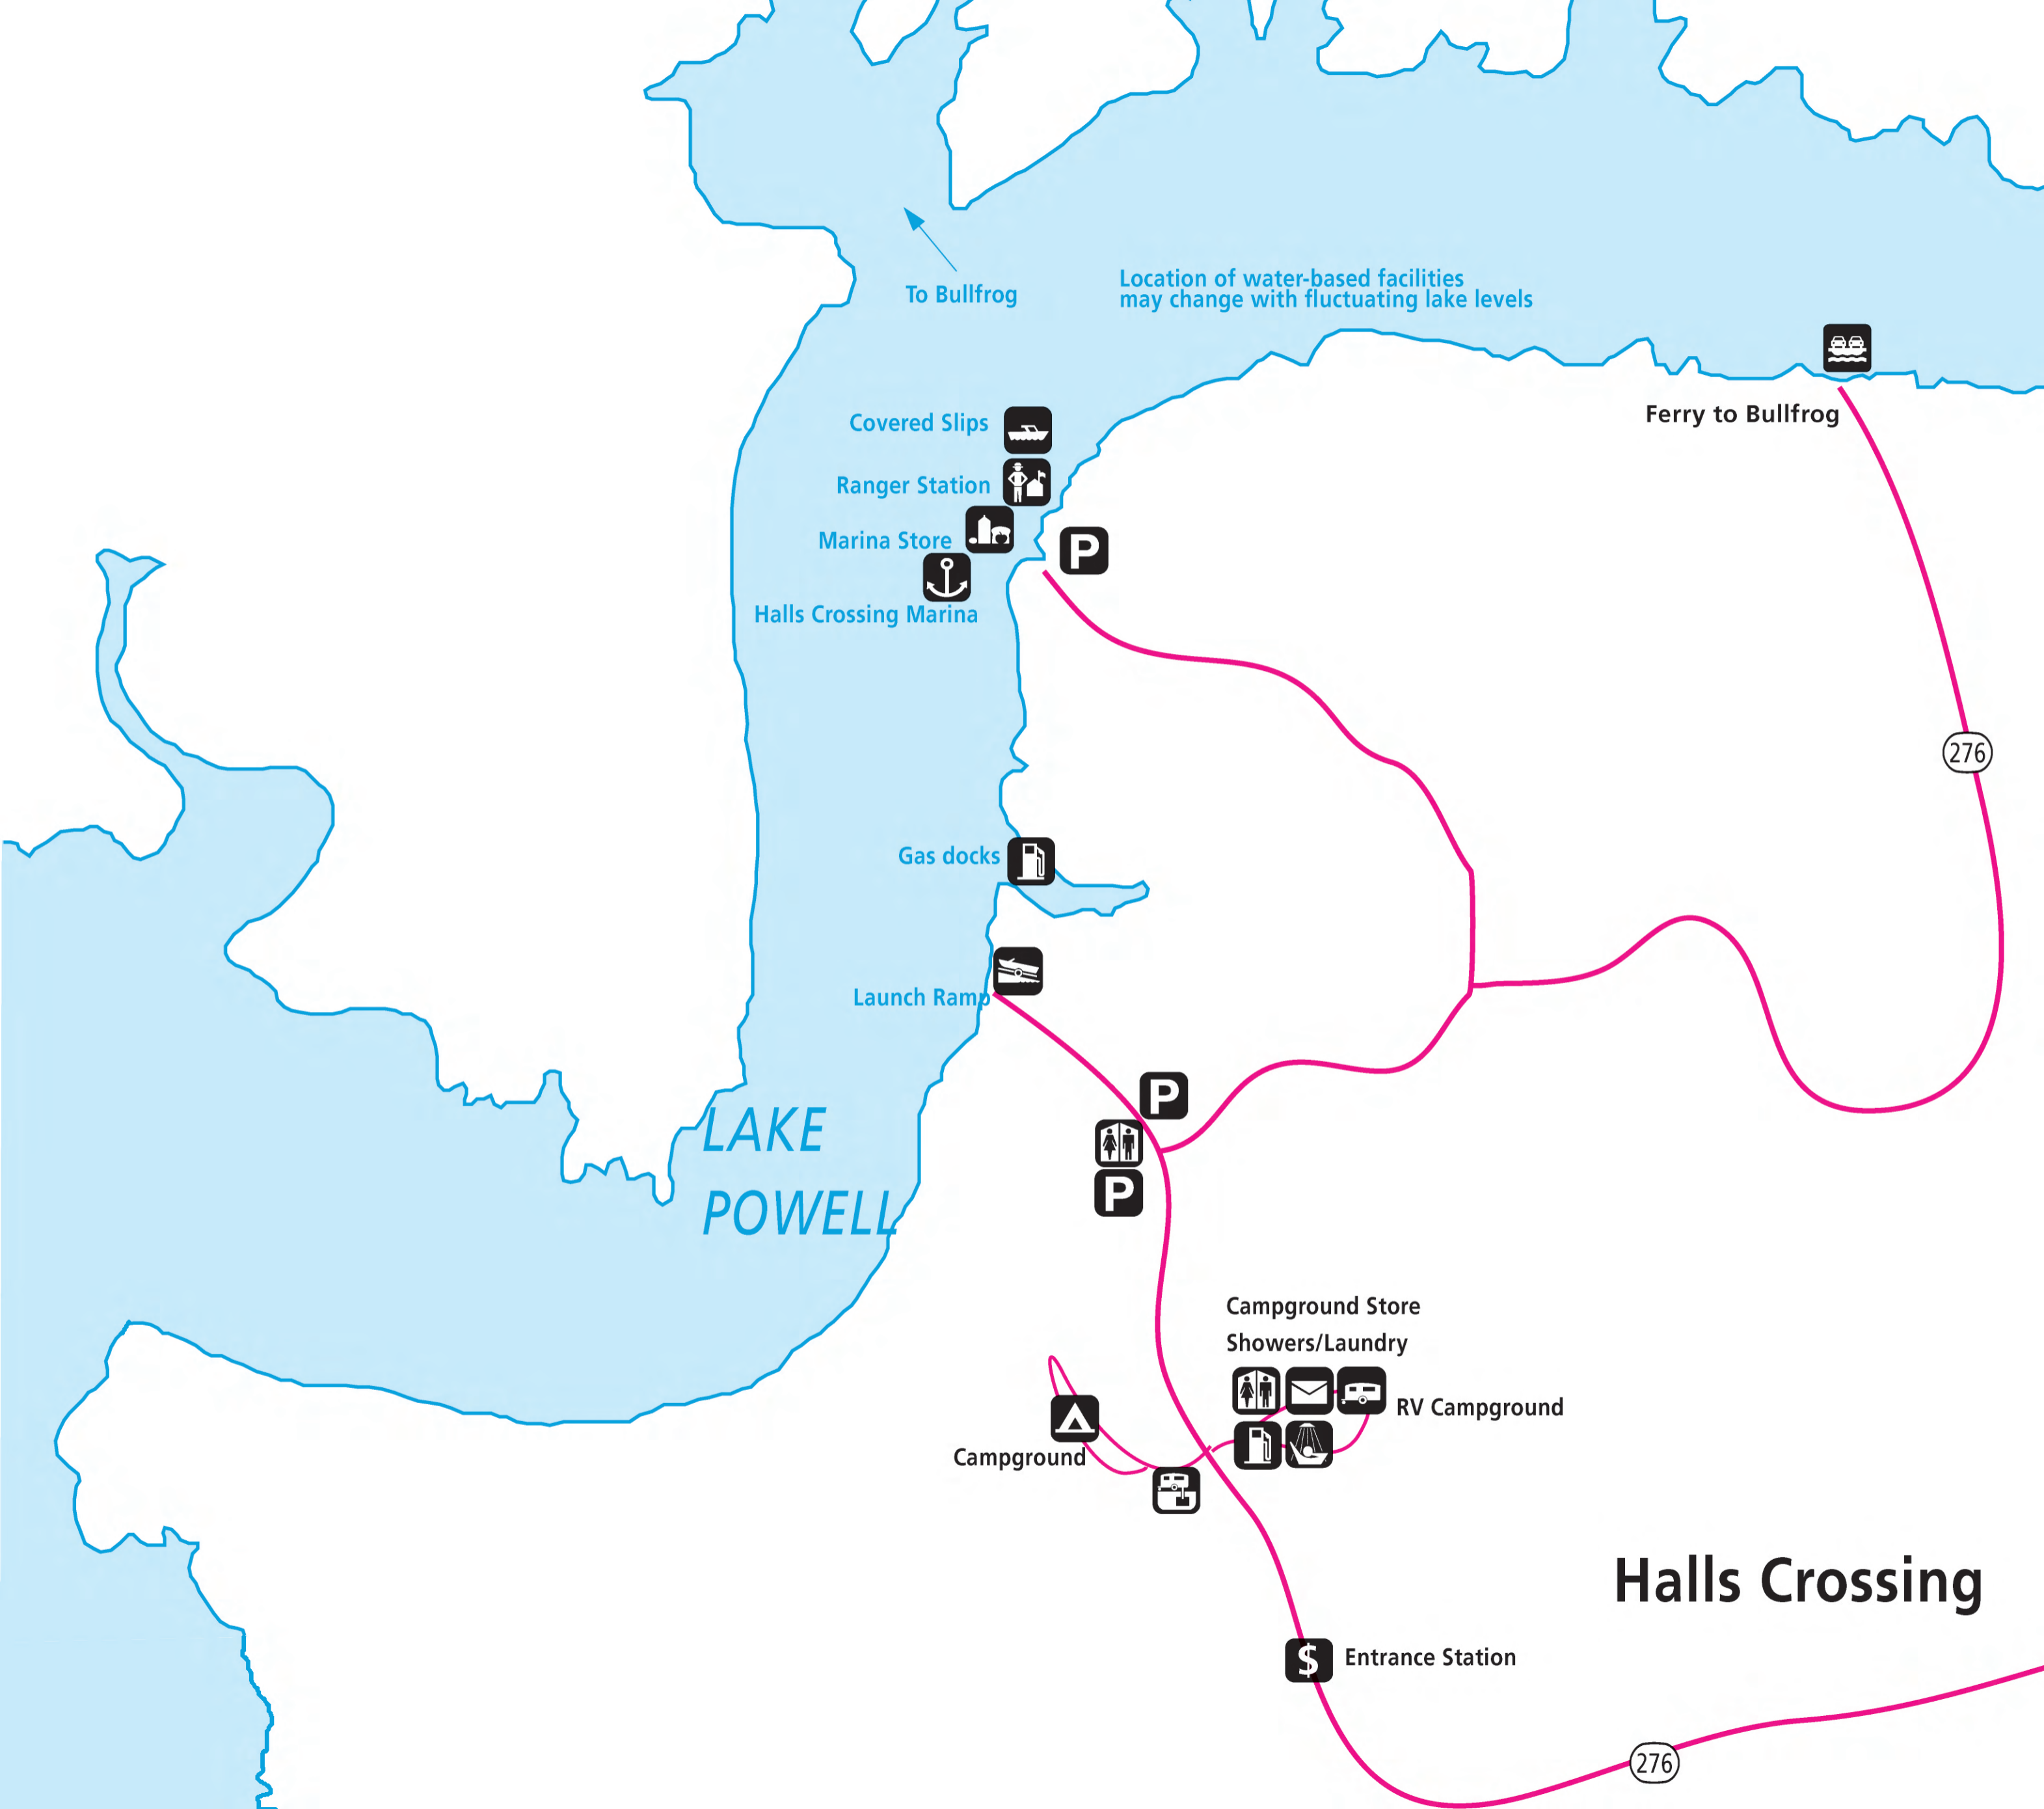 To Bullfrog
Location of water-based facilities
may change with fluctuating lake levels
Ferry to Bullfrog
Covered Slips
Ranger Station
Marina Store
P
Halls Crossing Marina
276
Gas docks
Launch Ramp
P
LAKE
POWELL
P
Campground Store
Showers/Laundry
RV Campground
Campground
Halls Crossing
$
Entrance Station
276